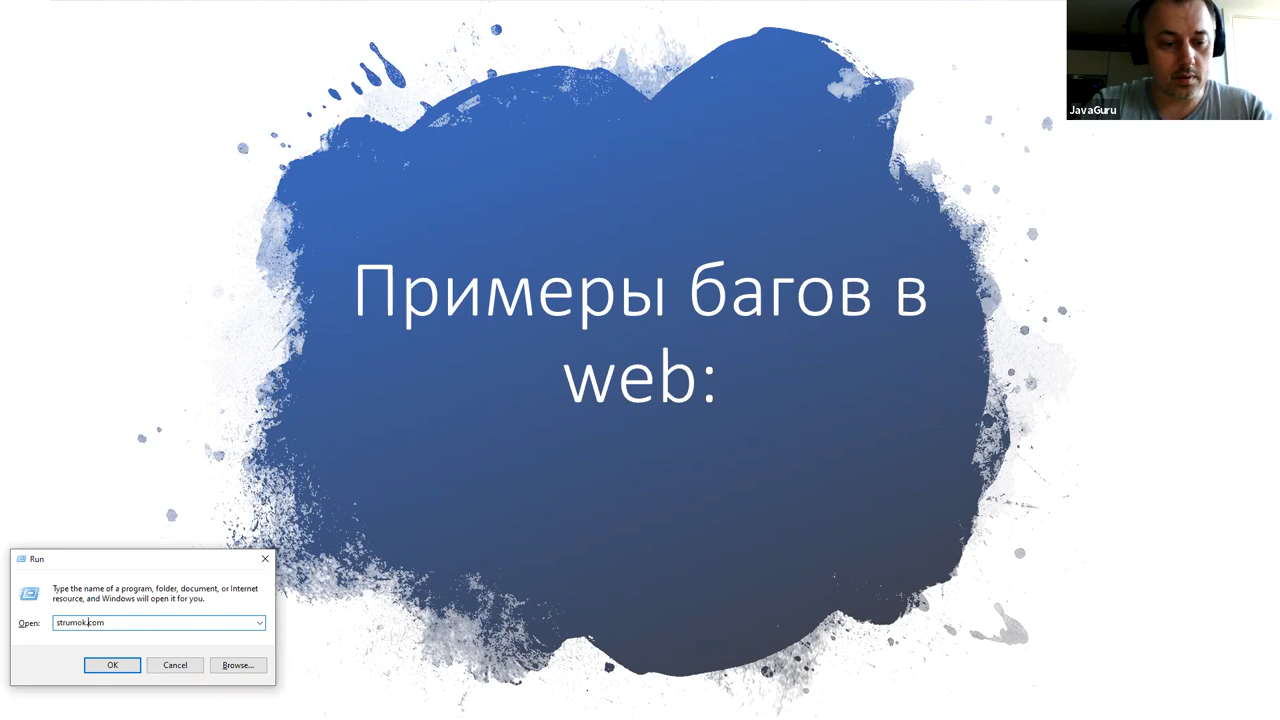 JavaGuru
Примеры багов в
web:
Run
Type the name of a program, folder, document, or Internet
resource, and Windows will open it for you.
Open:
strumok.com
OK
Cancel
Browse...